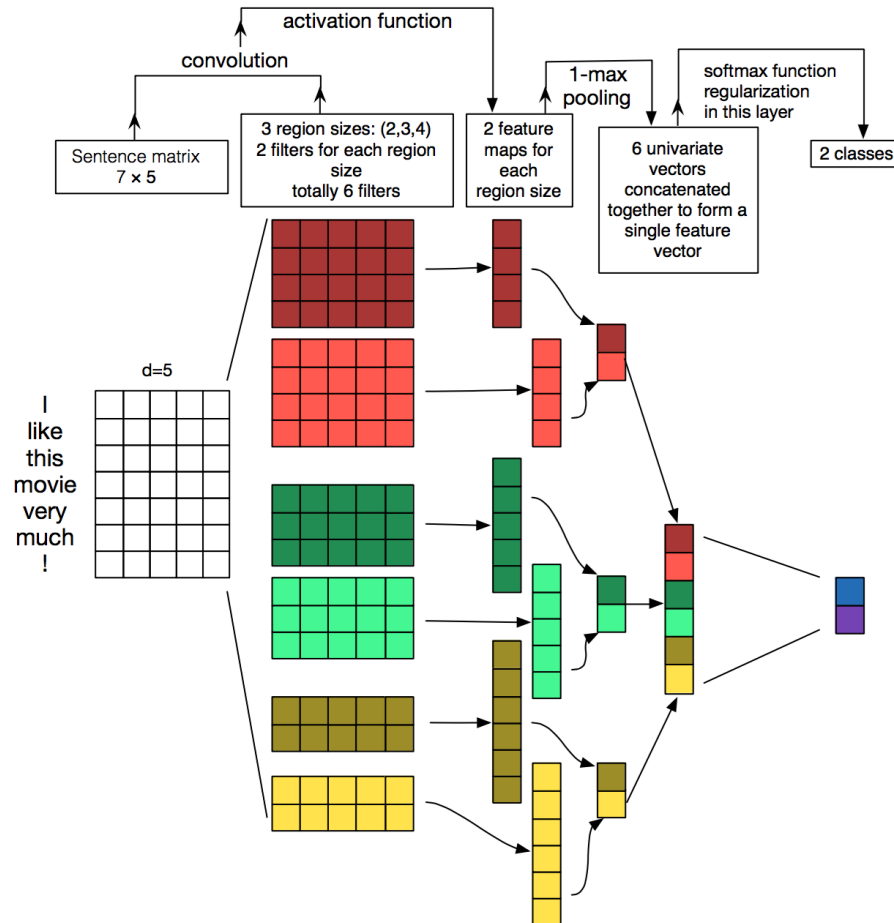 activation function
convolution
1-max
pooling
softmax function
regularization
in this layer
Sentence matrix
7 × 5
3 region sizes: (2,3,4)
2 filters for each region
size
totally 6 filters
2 feature
maps for
each
region size
6 univariate
vectors
concatenated
together to form a
single feature
vector
2 classes
d=5
I
like
this
movie
very
much
!